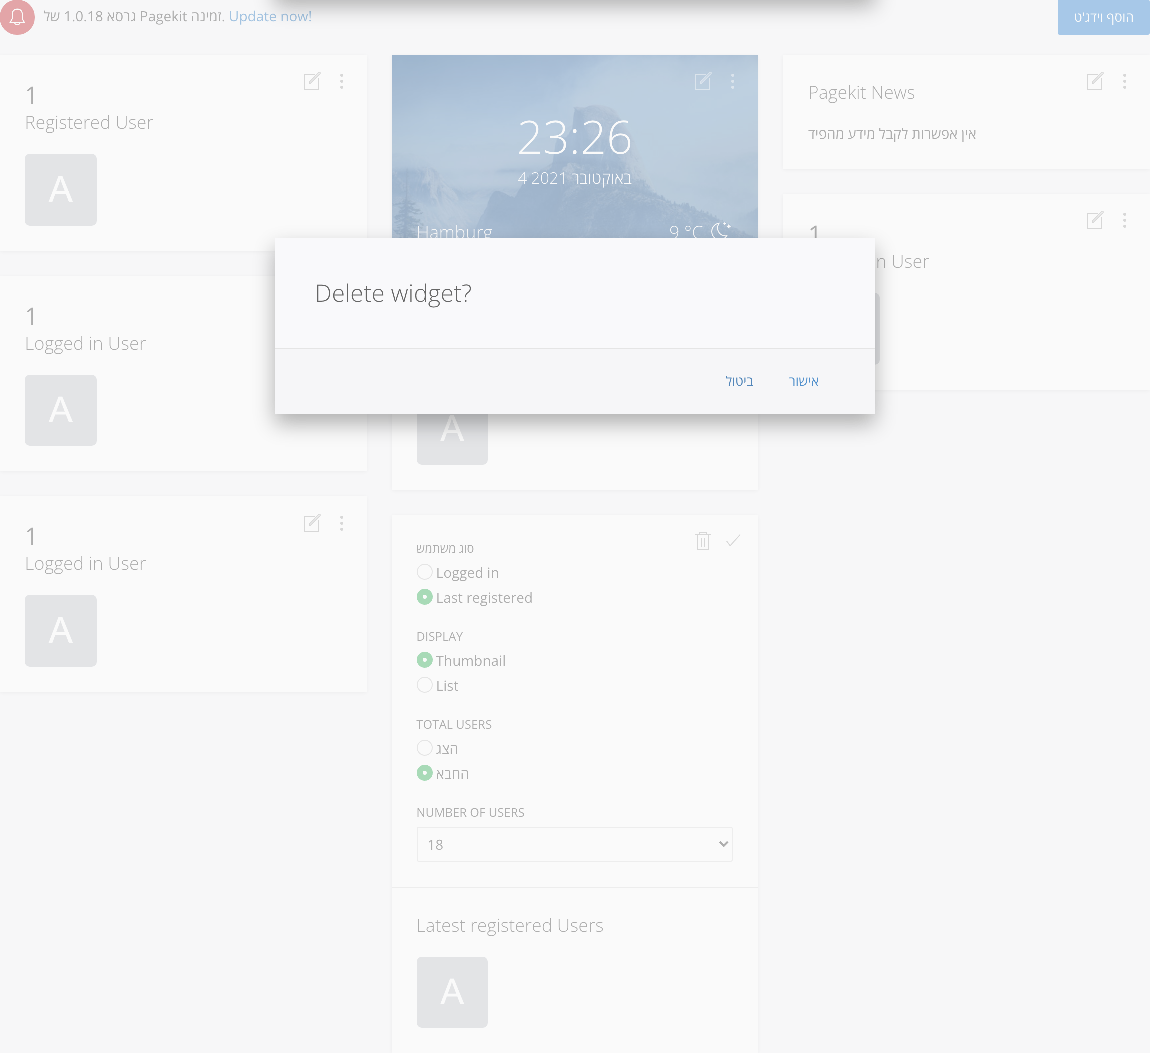 גרסא 1.0.18 של Pagekit זמינה. Update now!
הוסף וידג'ט
1
Registered User
A
1
Logged in User
A
1
Logged in User
A
23:26
4 באוקטובר 2021
Hamburg
9 °C
Delete widget?
ביטול
אישור
A
סוג משתמש
Logged in
Last registered
DISPLAY
Thumbnail
List
TOTAL USERS
הצג
החבא
NUMBER OF USERS
18
Latest registered Users
A
Pagekit News
אין אפשרות לקבל מידע מהפיד
1
n User